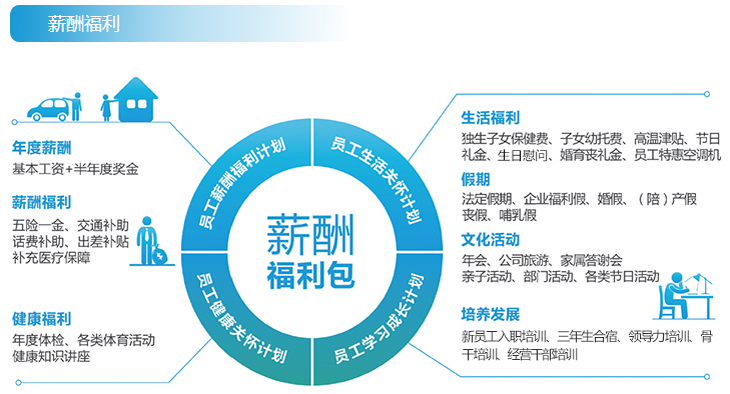 薪酬福利
年度薪酬
基本工资+半年度奖金
薪酬福利
五险一金、交通补助
话费补助、出差补贴
补充医疗保障
健康福利
年度体检、各类体育活动
健康知识讲座
员工薪酬福利计划
员工生活关怀计划
薪酬
福利包
员工健康关怀计划
员工学习成长计划
生活福利
独生子女保健费、子女幼托费、高温津贴、节日
礼金、生日慰问、婚育丧礼金、员工特惠空调机
假期
法定假期、企业福利假、婚假、（陪）产假
丧假、哺乳假
文化活动
年会、公司旅游、家属答谢会
亲子活动、部门活动、各类节日活动
培养发展
新员工入职培训、三年生合宿、领导力培训、骨
干培训、经营干部培训